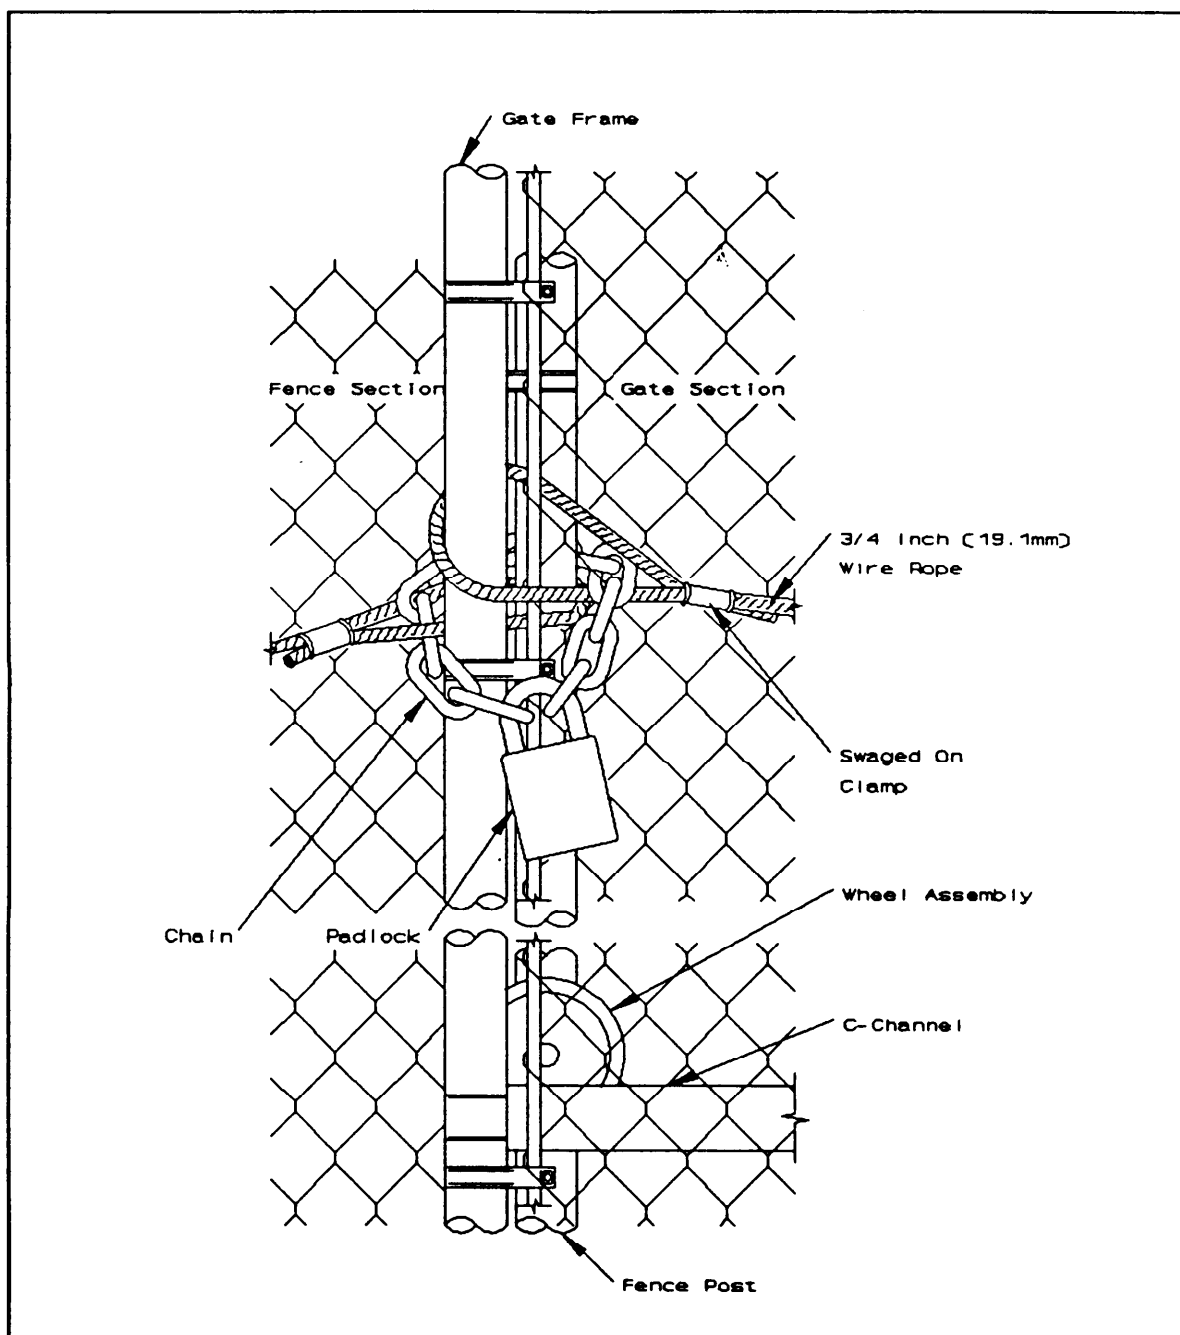 Gate Frame
Fence Section
Gate Section
3/4 Inch (19.1mm)
Wire Rope
Swaged On
Clamp
Wheel Assembly
Chain
Padlock
C-Channel
Fence Post